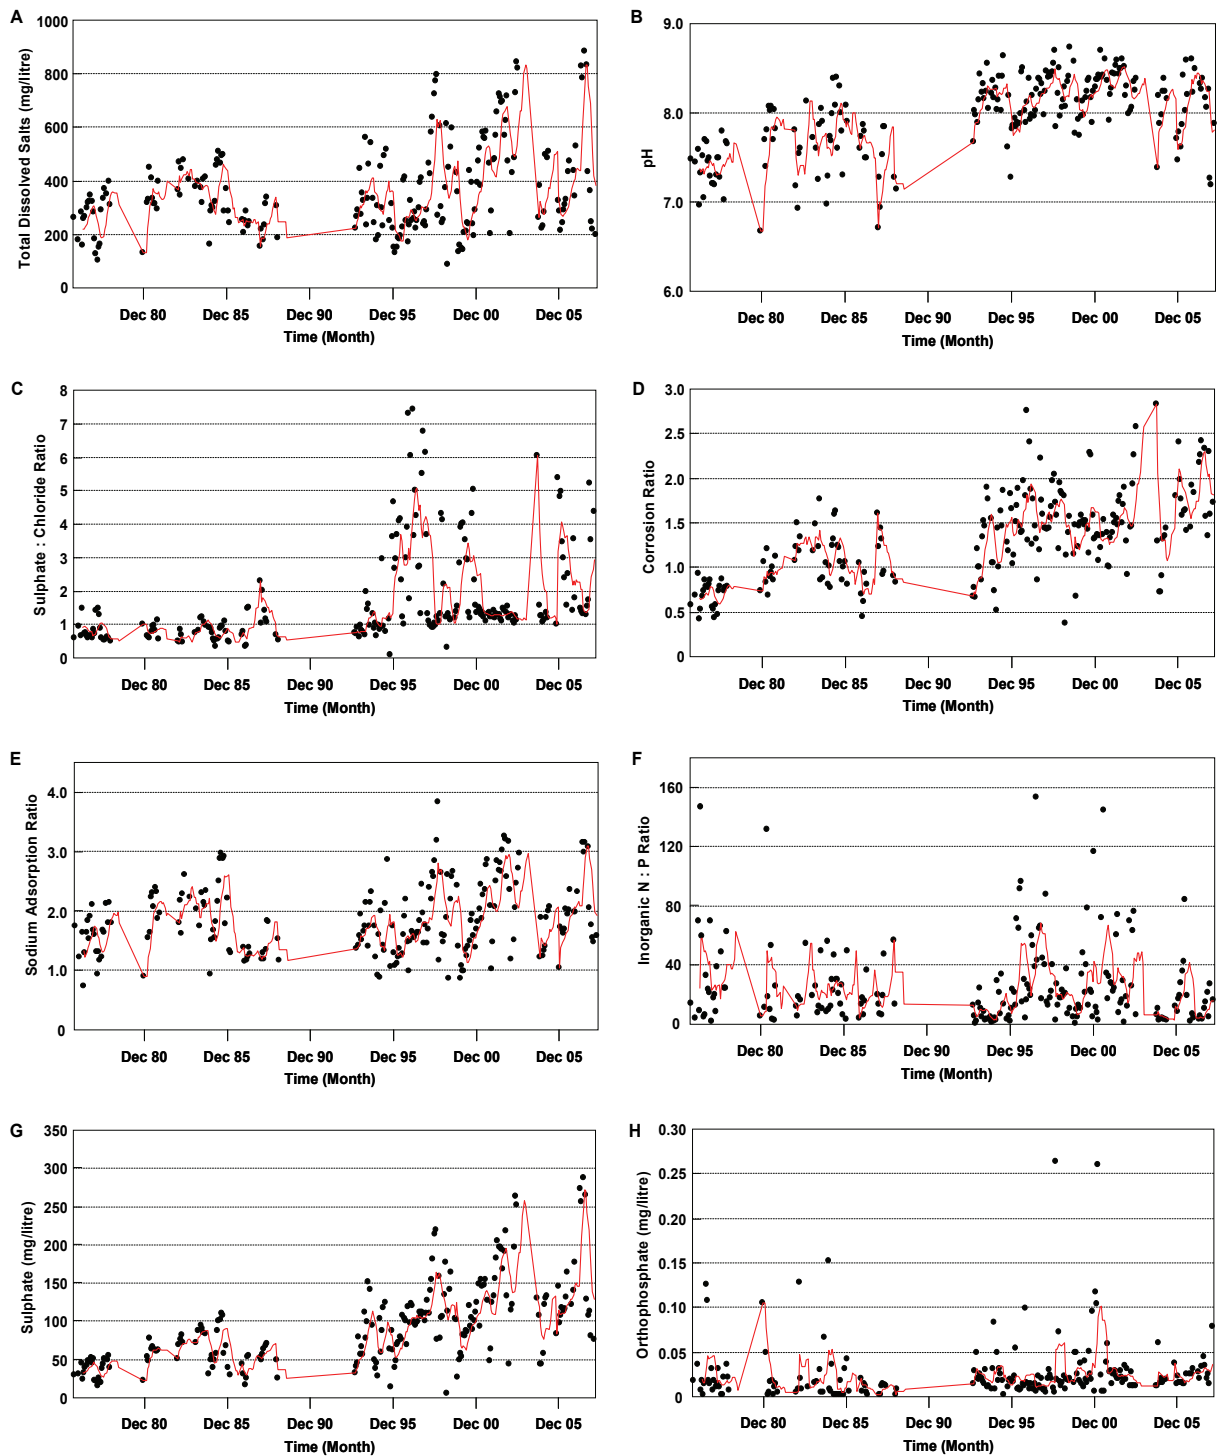 A
Total Dissolved Salts (mg/litre)
1000
800
600
400
200
0
Dec 80 Dec 85 Dec 90 Dec 95 Dec 00 Dec 05
Time (Month)
B
pH
9.0
8.0
7.0
6.0
Dec 80 Dec 85 Dec 90 Dec 95 Dec 00 Dec 05
Time (Month)
C
Sulphate : Chloride Ratio
8
7
6
5
4
3
2
1
0
Dec 80 Dec 85 Dec 90 Dec 95 Dec 00 Dec 05
Time (Month)
D
Corrosion Ratio
3.0
2.5
2.0
1.5
1.0
0.5
0
Dec 80 Dec 85 Dec 90 Dec 95 Dec 00 Dec 05
Time (Month)
E
Sodium Adsorption Ratio
4.0
3.0
2.0
1.0
0
Dec 80 Dec 85 Dec 90 Dec 95 Dec 00 Dec 05
Time (Month)
F
Inorganic N : P Ratio
160
120
80
40
0
Dec 80 Dec 85 Dec 90 Dec 95 Dec 00 Dec 05
Time (Month)
G
Sulphate (mg/litre)
350
300
250
200
150
100
50
0
Dec 80 Dec 85 Dec 90 Dec 95 Dec 00 Dec 05
Time (Month)
H
Orthophosphate (mg/litre)
0.30
0.25
0.20
0.15
0.10
0.05
0
Dec 80 Dec 85 Dec 90 Dec 95 Dec 00 Dec 05
Time (Month)